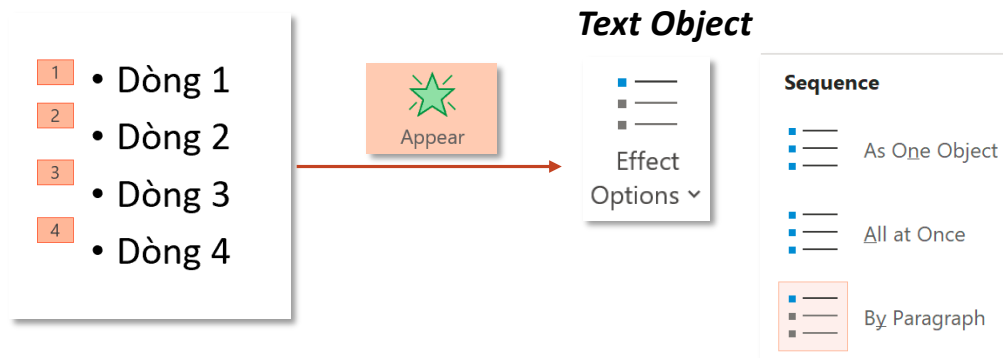 Text Object
1 • Dòng 1
2 • Dòng 2
3 • Dòng 3
4 • Dòng 4
Appear
Effect
Options
Sequence
As One Object
All at Once
By Paragraph